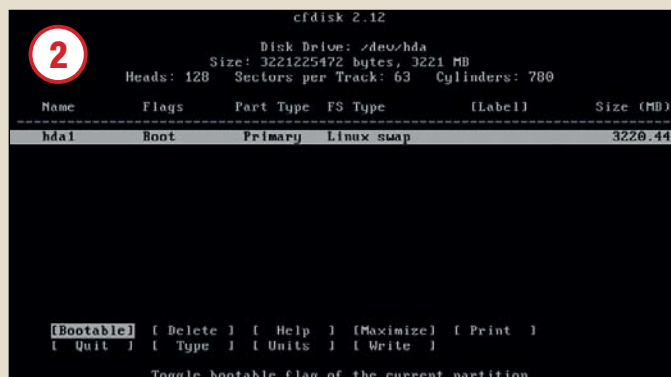 2
cfdisk 2.12
Disk Drive: /dev/hda
Size: 3221225472 bytes, 3221 MB
Heads: 128 Sectors per Track: 63 Cylinders: 780
Name Flags Part Type FS Type [Label] Size (MB)
hda1 Boot Primary Linux swap 3220.44
[Bootable] [ Delete ] [ Help ] [Maximize] [ Print ]
[ Quit ] [ Type ] [ Units ] [ Write ]
Toggle bootable flag of the current partition